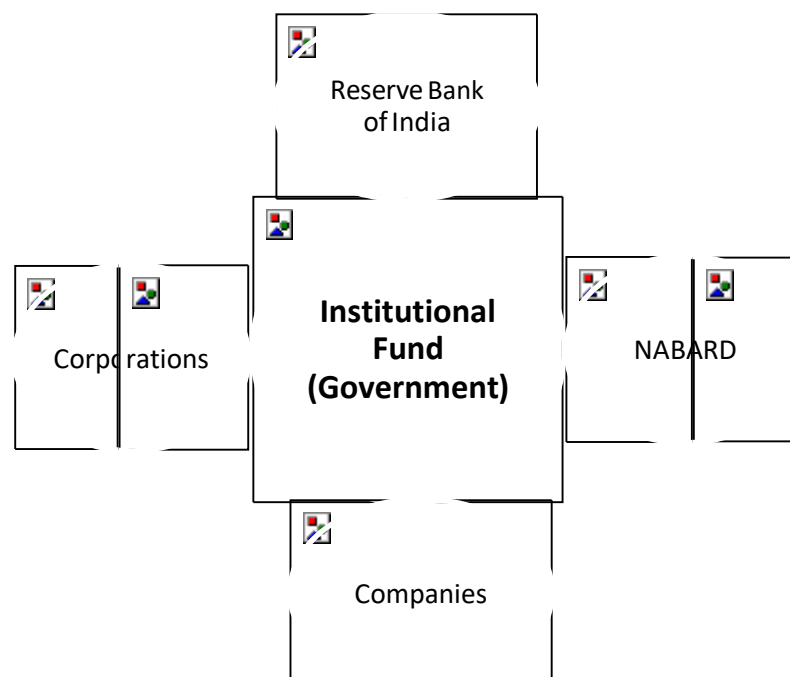 Reserve Bank
of India
Institutional
Fund
(Government)
Corporations
NABARD
Companies